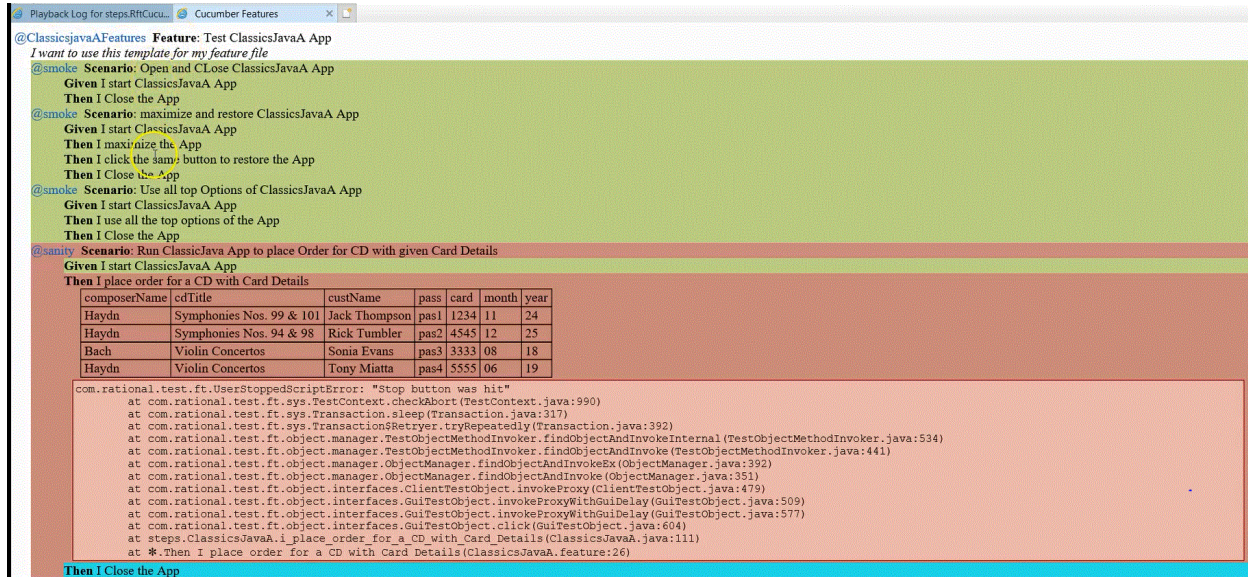 Playback Log for steps.RftCucu... Cucumber Features
@ClassicsjavaAFeatures Feature: Test ClassicsJavaA App
I want to use this template for my feature file
@smoke Scenario: Open and CLose ClassicsJavaA App
Given I start ClassicsJavaA App
Then I Close the App
@smoke Scenario: maximize and restore ClassicsJavaA App
Given I start ClassicsJavaA App
Then I maximize the App
Then I click the same button to restore the App
Then I Close the App
@smoke Scenario: Use all top Options of ClassicsJavaA App
Given I start ClassicsJavaA App
Then I use all the top options of the App
Then I Close the App
@sanity Scenario: Run ClassicJava App to place Order for CD with given Card Details
Given I start ClassicsJavaA App
Then I place order for a CD with Card Details
composerName cdTitle custName pass card month year
Haydn Symphonies Nos. 99 & 101 Jack Thompson pas1 1234 11 24
Haydn Symphonies Nos. 94 & 98 Rick Tumbler pas2 4545 12 25
Bach Violin Concertos Sonia Evans pas3 3333 08 18
Haydn Violin Concertos Tony Miatta pas4 5555 06 19
com.rational.test.ft.UserStoppedScriptError: "Stop button was hit"
at com.rational.test.ft.sys.TestContext.checkAbort(TestContext.java:990)
at com.rational.test.ft.sys.Transaction.sleep(Transaction.java:317)
at com.rational.test.ft.sys.Transaction$Retryer.tryRepeatedly(Transaction.java:392)
at com.rational.test.ft.object.manager.TestObjectMethodInvoker.findObjectAndInvokeInternal(TestObjectMethodInvoker.java:534)
at com.rational.test.ft.object.manager.TestObjectMethodInvoker.findObjectAndInvoke(TestObjectMethodInvoker.java:441)
at com.rational.test.ft.object.manager.ObjectManager.findObjectAndInvokeEx(ObjectManager.java:392)
at com.rational.test.ft.object.manager.ObjectManager.findObjectAndInvoke(ObjectManager.java:351)
at com.rational.test.ft.object.interfaces.ClientTestObject.invokeProxy(ClientTestObject.java:479)
at com.rational.test.ft.object.interfaces.GuiTestObject.invokeProxyWithGuiDelay(GuiTestObject.java:509)
at com.rational.test.ft.object.interfaces.GuiTestObject.invokeProxyWithGuiDelay(GuiTestObject.java:577)
at com.rational.test.ft.object.interfaces.GuiTestObject.click(GuiTestObject.java:604)
at steps.ClassicsJavaA.i_place_order_for_a_CD_with_Card_Details(ClassicsJavaA.java:111)
at ✻.Then I place order for a CD with Card Details(ClassicsJavaA.feature:26)
Then I Close the App